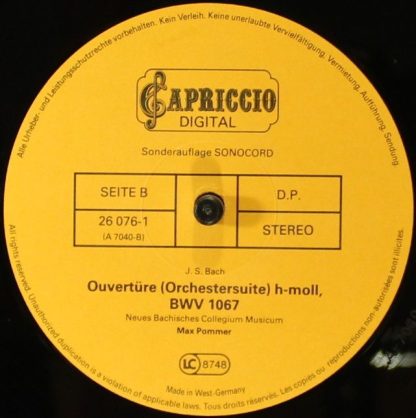 Alle Urheber- und Leistungsschutzrechte vorbehalten. Kein Verleih. Keine unerlaubte Vervielfältigung, Vermietung, Aufführung, Sendung.
CAPRICCIO
DIGITAL
Sonderauflage SONOCORD
SEITE B
D.P.
26 076-1
(A 7040-B)
STEREO
J. S. Bach
Ouvertüre (Orchestersuite) h-moll,
BWV 1067
Neues Bachisches Collegium Musicum
Max Pommer
LC 8748
Made in West-Germany
All rights reserved. Unauthorized duplication is a violation of applicable laws. Tous droits réservés. Les copies ou reproductions non-autorisées sont illicites.